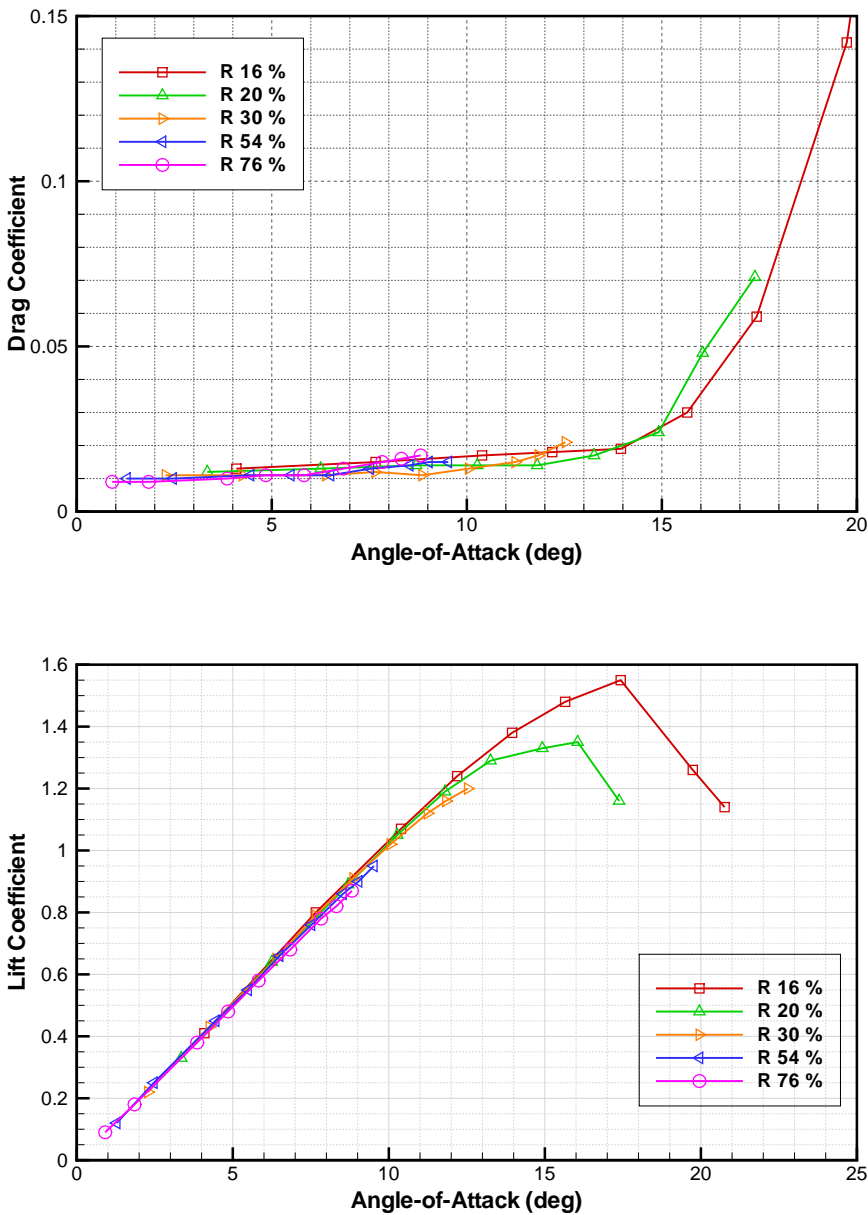 0.15
R 16 %
R 20 %
R 30 %
R 54 %
R 76 %
0.1
Drag Coefficient
0.05
0
0 5 10 15 20
Angle-of-Attack (deg)
1.6
1.4
1.2
1
Lift Coefficient
0.8
0.6
R 16 %
R 20 %
R 30 %
R 54 %
R 76 %
0.4
0.2
0
0 5 10 15 20 25
Angle-of-Attack (deg)